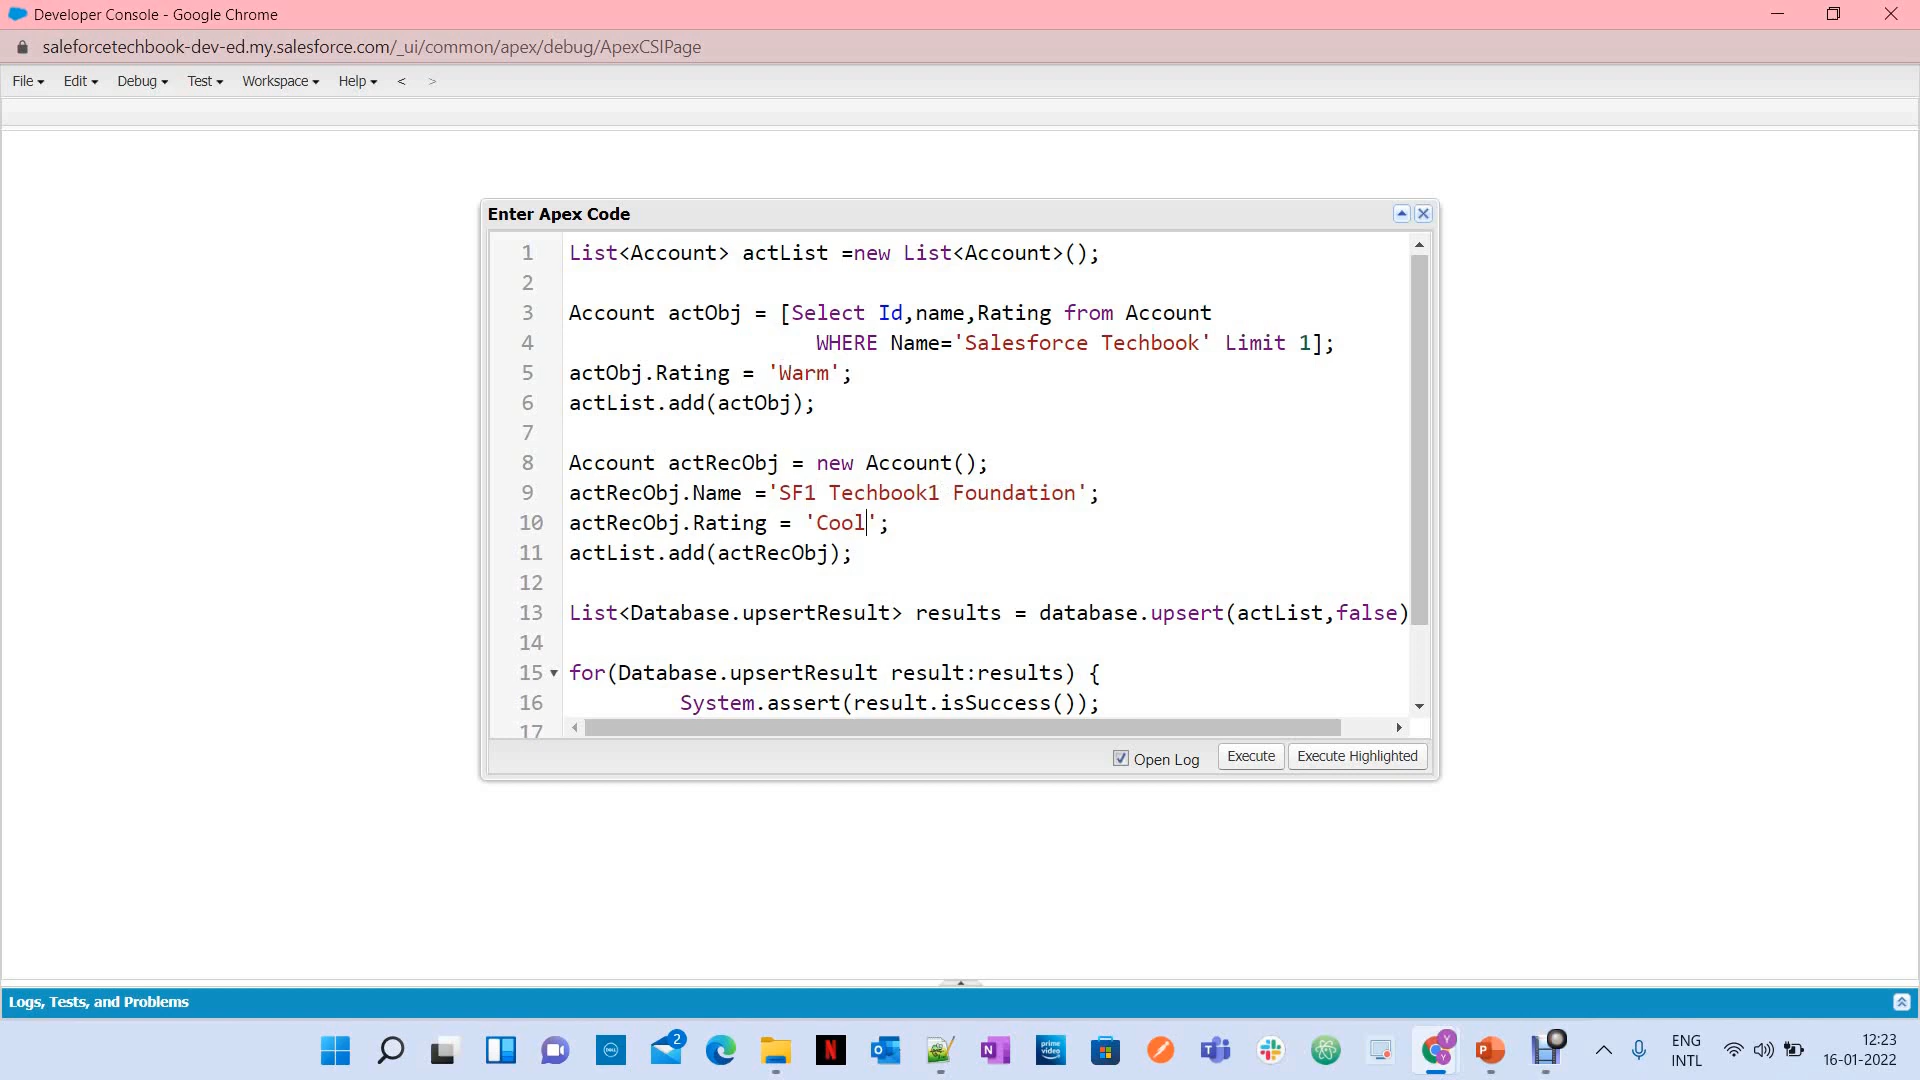 Developer Console - Google Chrome
saleforcetechbook-dev-ed.my.salesforce.com/_ui/common/apex/debug/ApexCSIPage
File Edit Debug Test Workspace Help < >
Enter Apex Code
1 List<Account> actList =new List<Account>();
2
3 Account actObj = [Select Id,name,Rating from Account
4 WHERE Name='Salesforce Techbook' Limit 1];
5 actObj.Rating = 'Warm';
6 actList.add(actObj);
7
8 Account actRecObj = new Account();
9 actRecObj.Name ='SF1 Techbook1 Foundation';
10 actRecObj.Rating = 'Cool';
11 actList.add(actRecObj);
12
13 List<Database.upsertResult> results = database.upsert(actList,false)
14
15 for(Database.upsertResult result:results) {
16 System.assert(result.isSuccess());
17
Open Log Execute Execute Highlighted
Logs, Tests, and Problems
2
prime video
ENG
INTL
12:23
16-01-2022